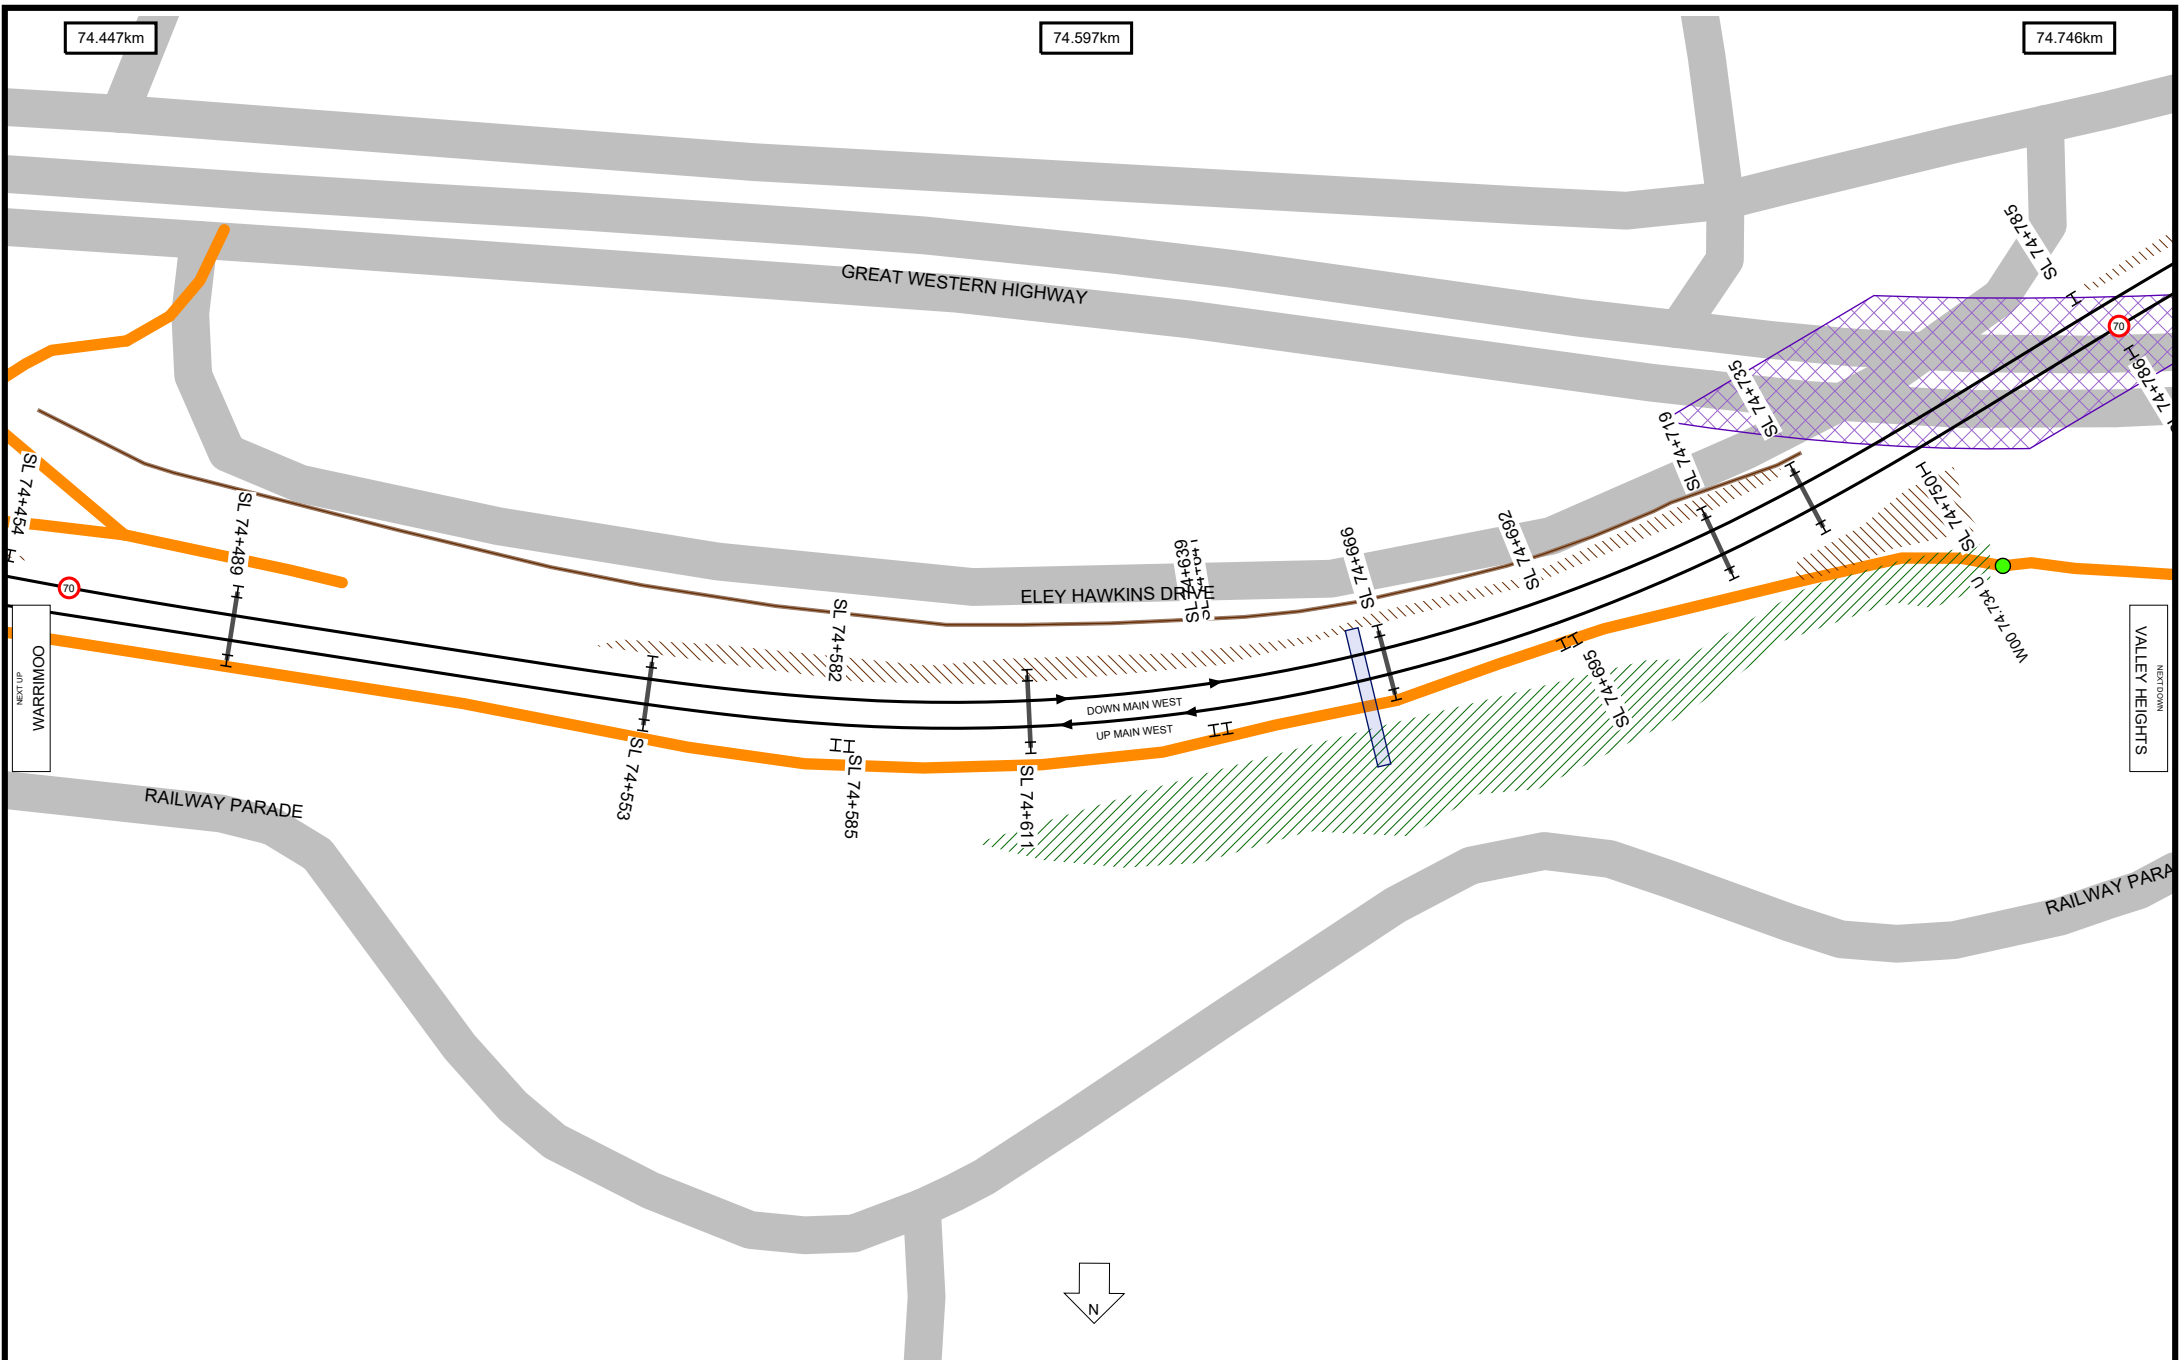 74.447km
74.597km
74.746km
GREAT WESTERN HIGHWAY
SL 74+785
70
74+786
SL 74+735
SL 74+719
SL 74+750
SL 74+454
SL 74+489
SL 74+692
SL 74+666
SL 74+639
ELEY HAWKINS DRIVE
70
W00 74.734 U
SL 74+582
SL 74+695
NEXT UP
WARRIMOO
VALLEY HEIGHTS
NEXT DOWN
DOWN MAIN WEST
UP MAIN WEST
SL 74+553
SL 74+585
SL 74+611
RAILWAY PARADE
RAILWAY PARA
N